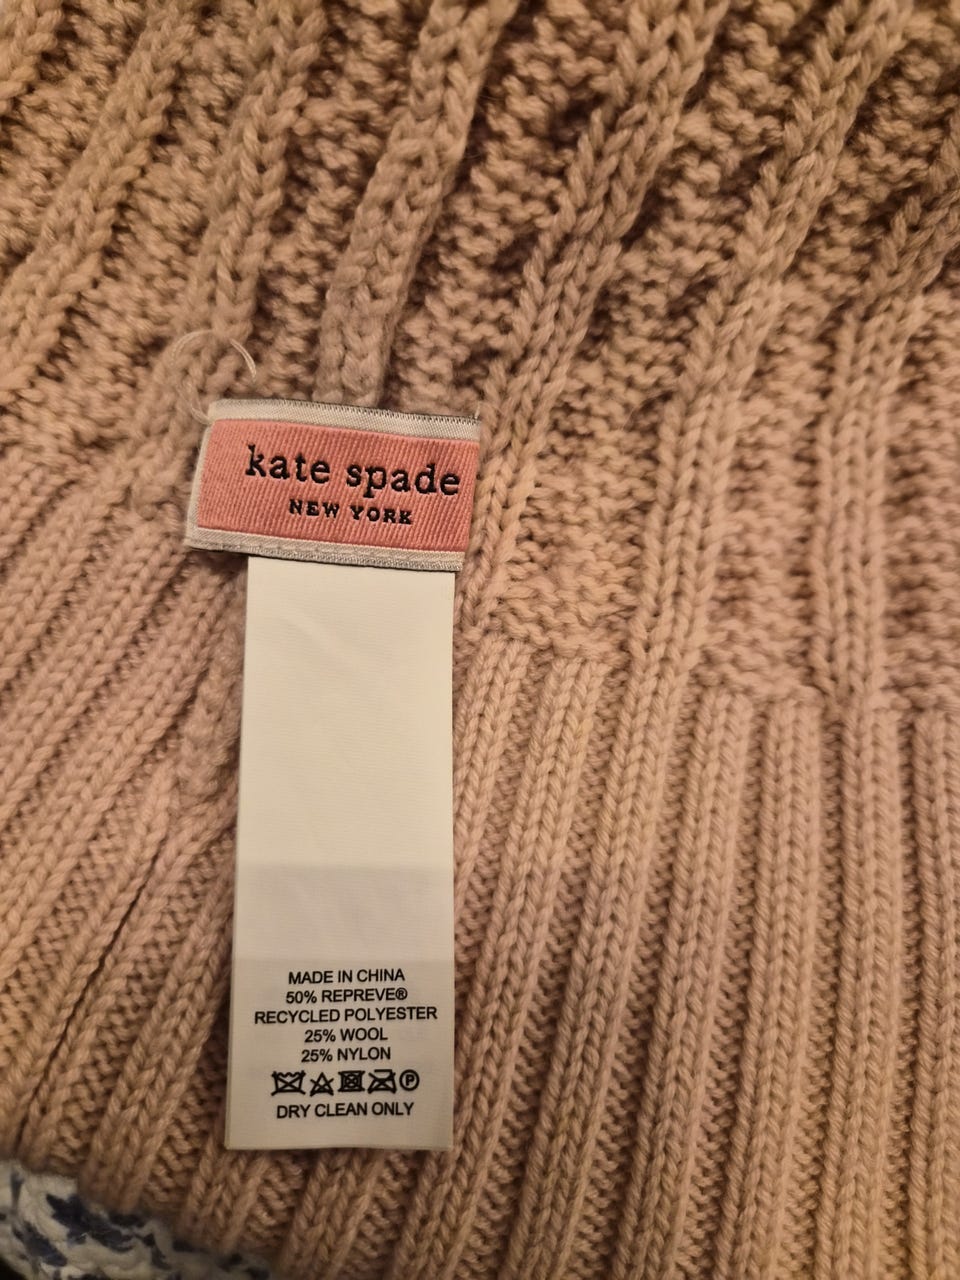 kate spade
NEW YORK
MADE IN CHINA
50% REPREVE®
RECYCLED POLYESTER
25% WOOL
25% NYLON
P
DRY CLEAN ONLY